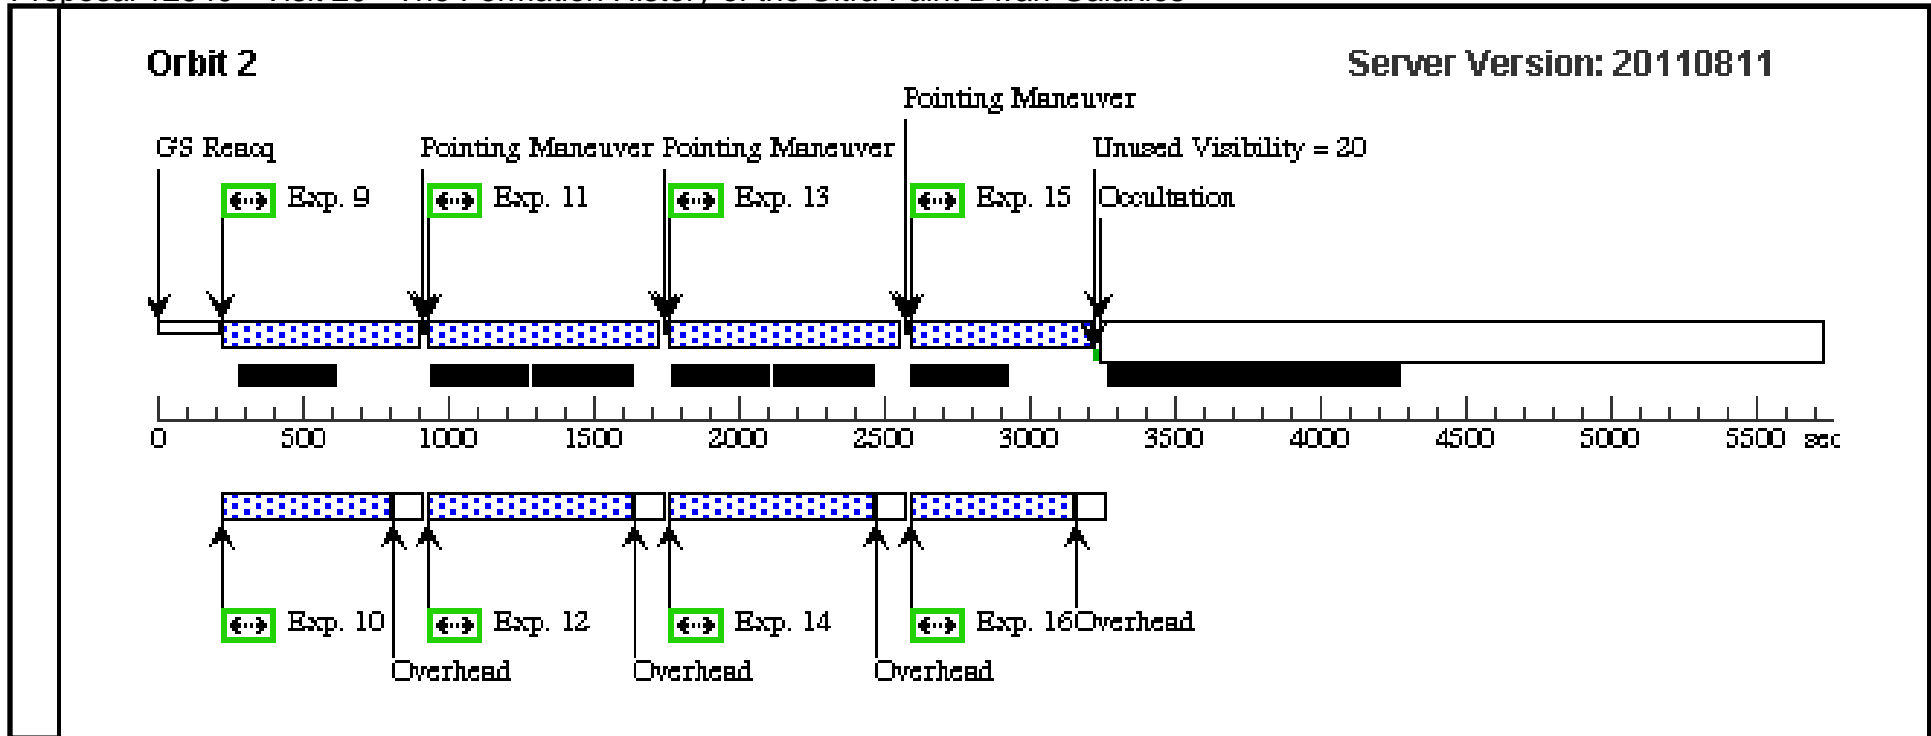 Orbit 2
Server Version: 20110811
Pointing Maneuver
GS Reacq
Pointing Maneuver
Pointing Maneuver
Unused Visibility = 20
Exp. 9
Exp. 11
Exp. 13
Exp. 15
Occultation
0 500 1000 1500 2000 2500 3000 3500 4000 4500 5000 5500 sec
Exp. 10
Exp. 12
Exp. 14
Exp. 16
Overhead
Overhead
Overhead
Overhead